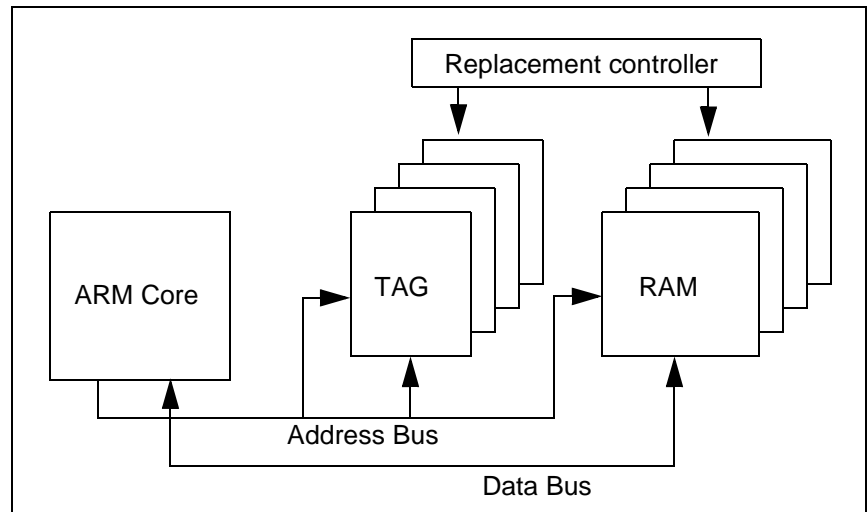 Replacement controller
ARM Core
TAG
RAM
Address Bus
Data Bus